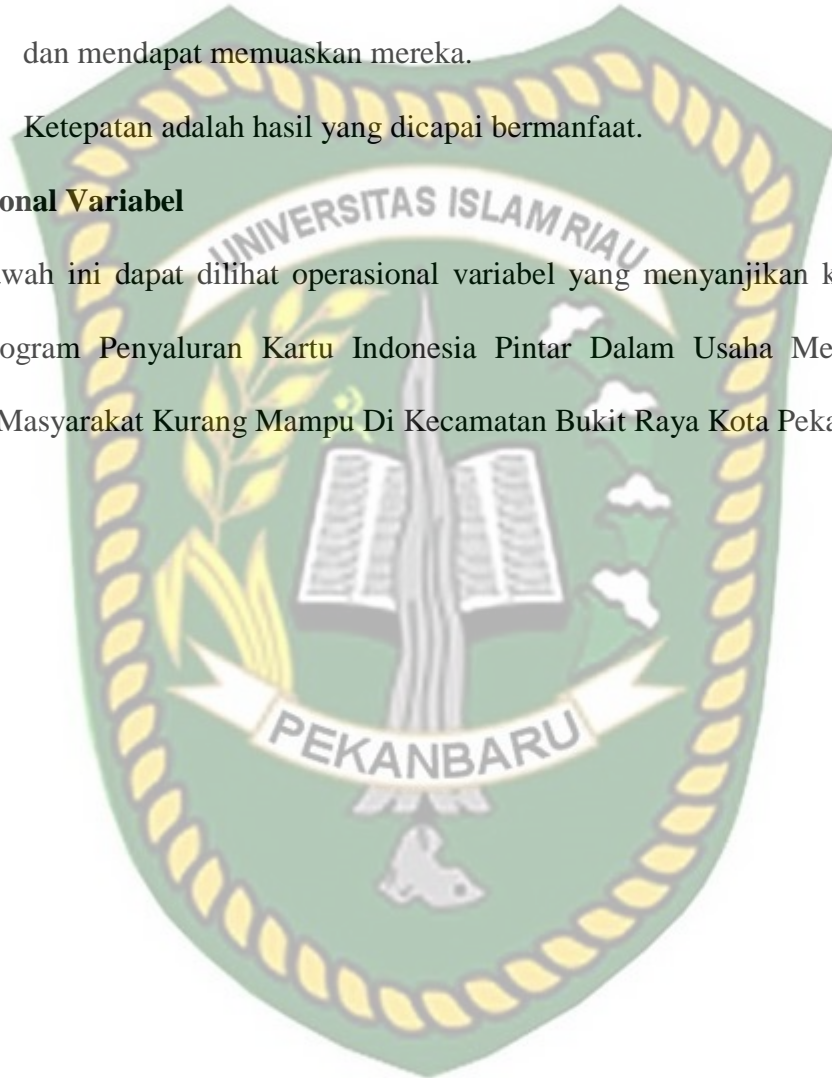 dan mendapat memuaskan mereka.
Ketepatan adalah hasil yang dicapai bermanfaat.
onal Variabel
UNIVERSITAS ISLAM RIAU
wah ini dapat dilihat operasional variabel yang menyanjikan k
ogram Penyaluran Kartu Indonesia Pintar Dalam Usaha Me
Masyarakat Kurang Mampu Di Kecamatan Bukit Raya Kota Peka
PEKANBARU